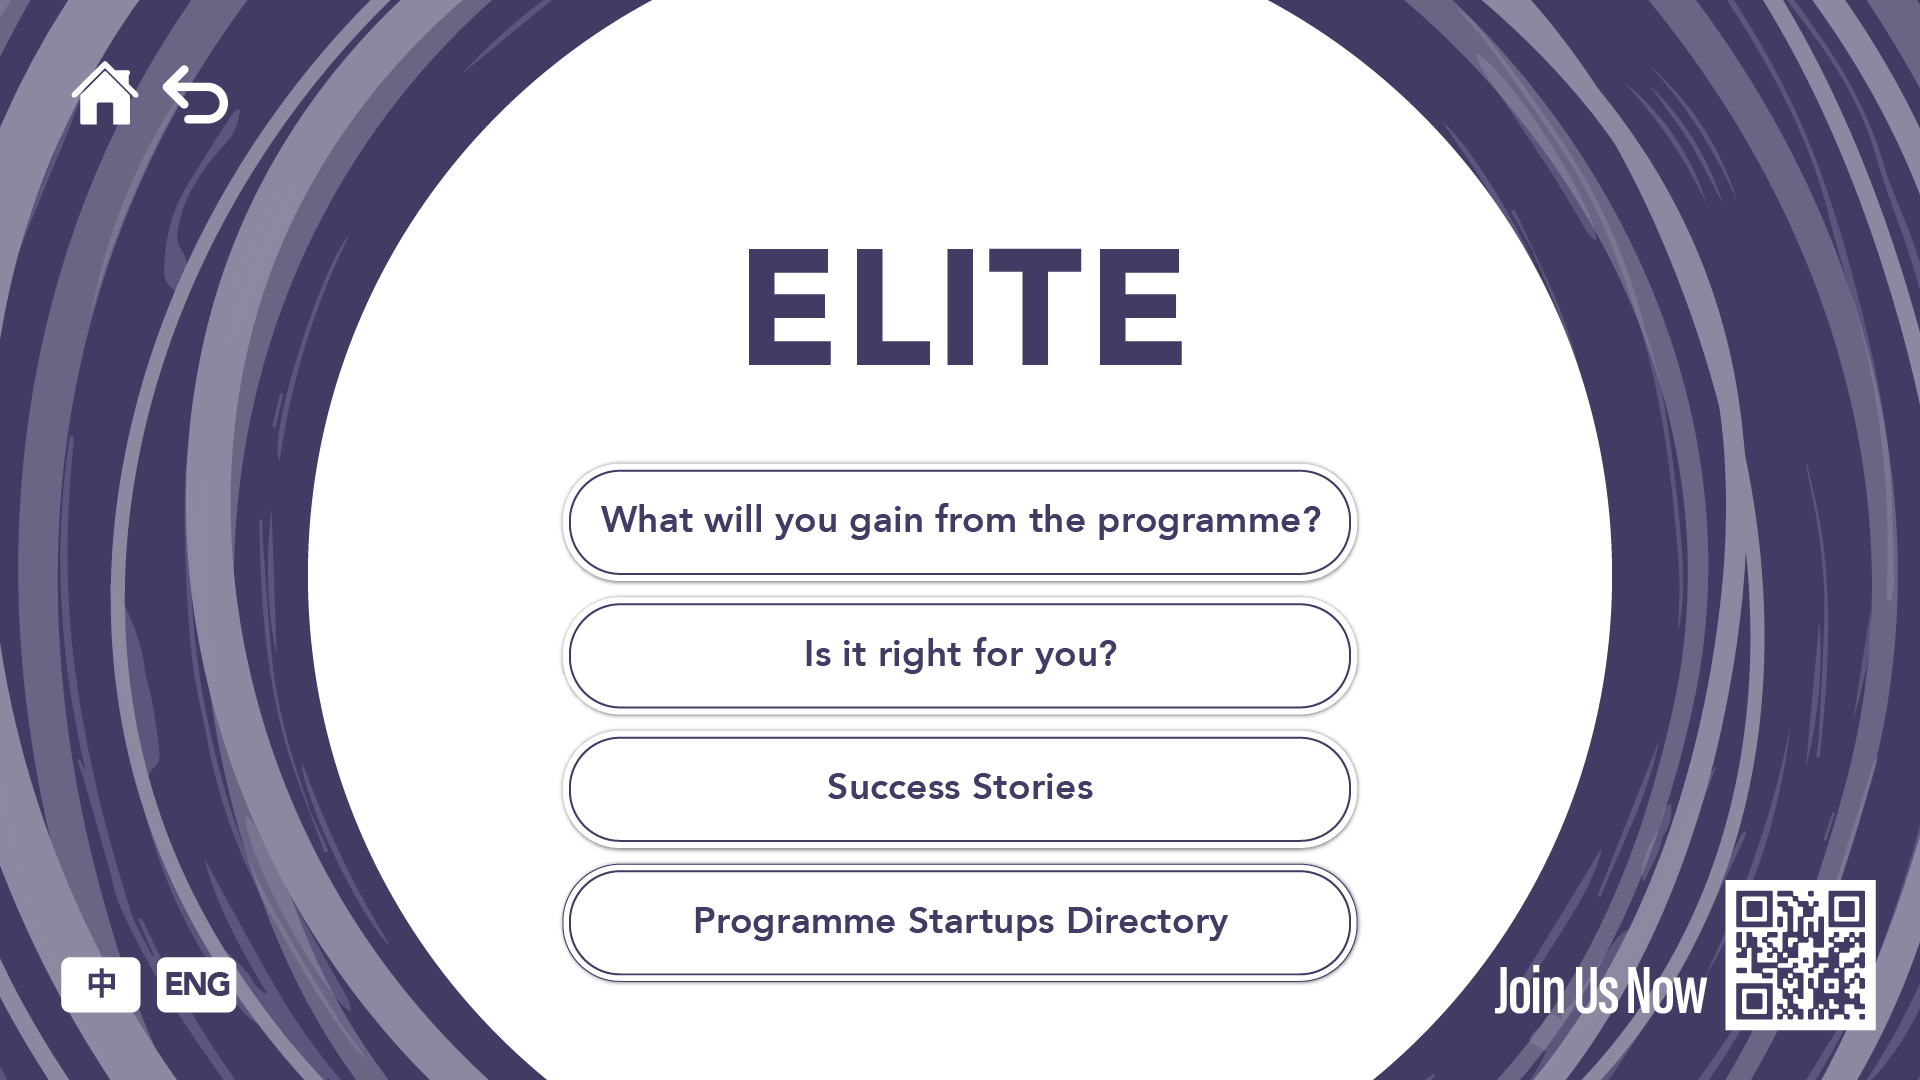 ELITE
What will you gain from the programme?
Is it right for you?
Success Stories
Programme Startups Directory
中
ENG
Join Us Now